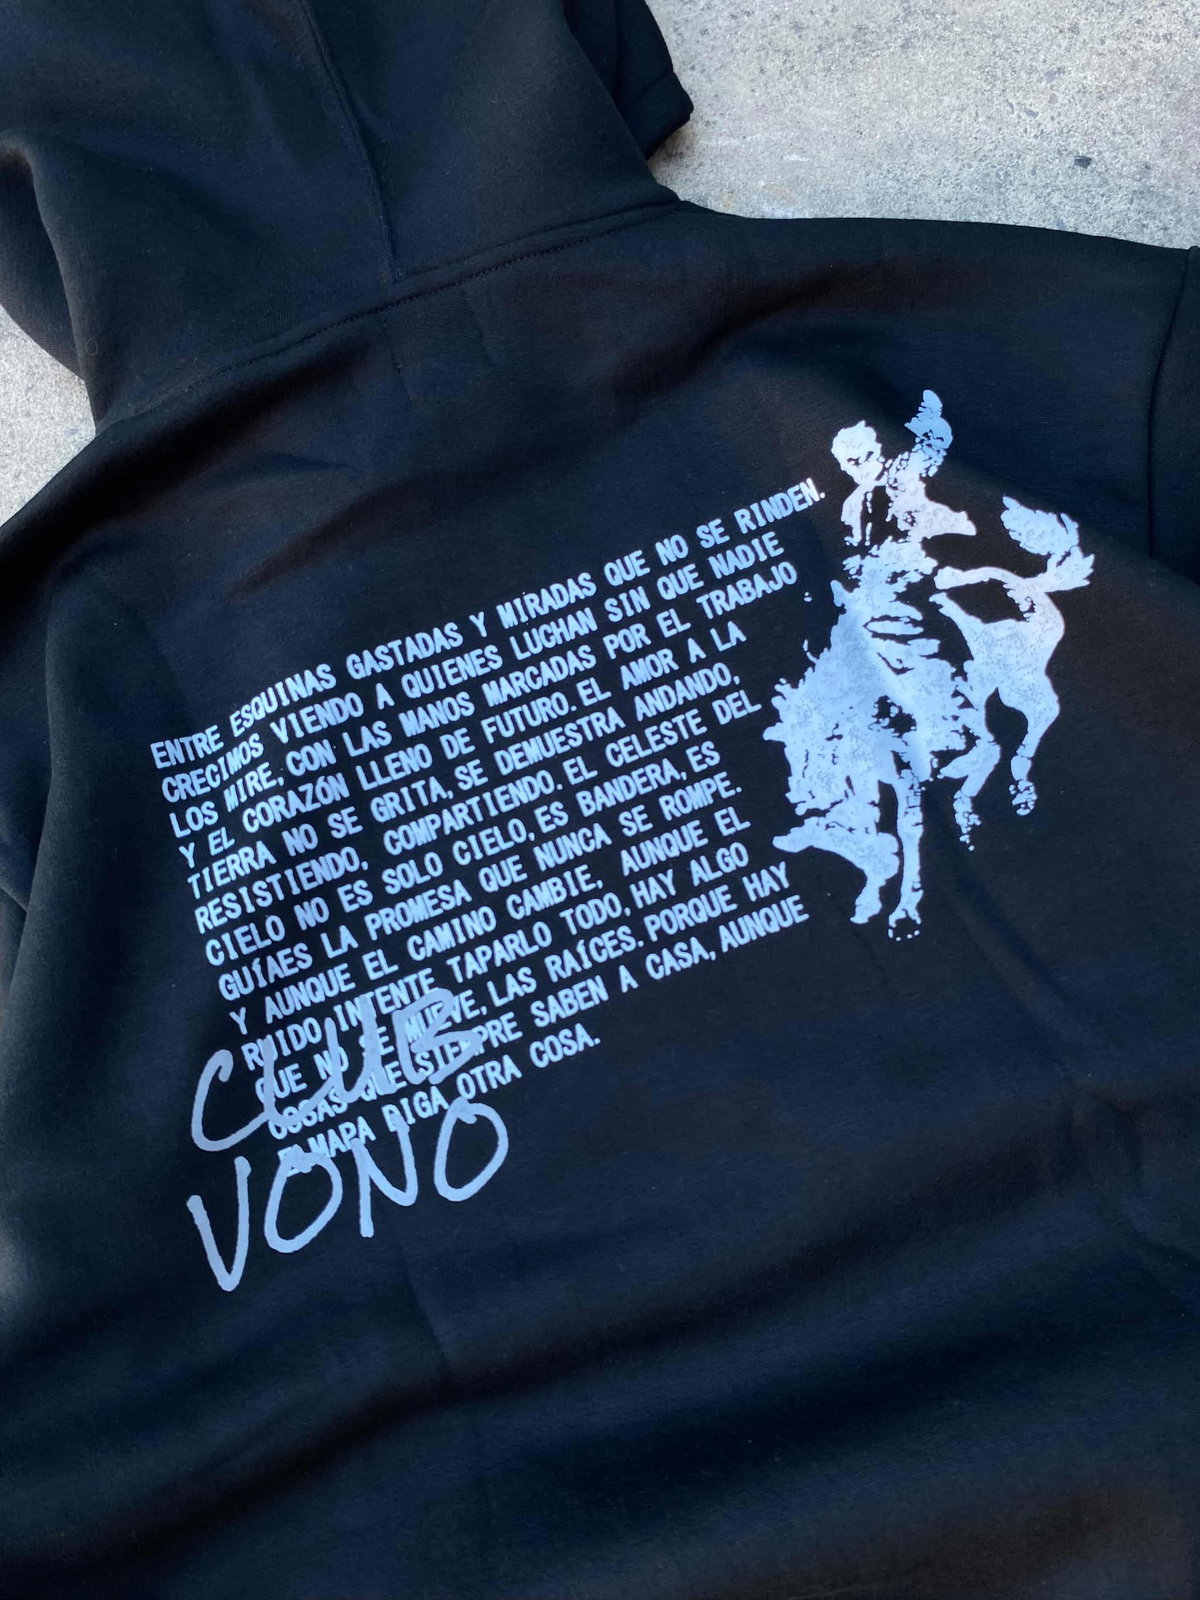 ENTRE ESQUINAS GASTADAS Y MIRADAS QUE NO SE RINDEN.
CRECIMOS VIENDO A QUIENES LUCHAN SIN QUE NADIE
LOS MIRE, CON LAS MANOS MARCADAS POR EL TRABAJO
Y EL CORAZÓN LLENO DE FUTURO. EL AMOR A LA
TIERRA NO SE GRITA, SE DEMUESTRA ANDANDO,
RESISTIENDO, COMPARTIENDO. EL CELESTE DEL
CIELO NO ES SOLO CIELO, ES BANDERA, ES
GUÍAES LA PROMESA QUE NUNCA SE ROMPE.
Y AUNQUE EL CAMINO CAMBIE, AUNQUE EL
RUIDO INTENTE TAPARLO TODO, HAY ALGO
QUE NO SE MUEVE, LAS RAÍCES. PORQUE HAY
COSAS QUE SIEMPRE SABEN A CASA, AUNQUE
EL MAPA DIGA OTRA COSA.
CLUB
VONO